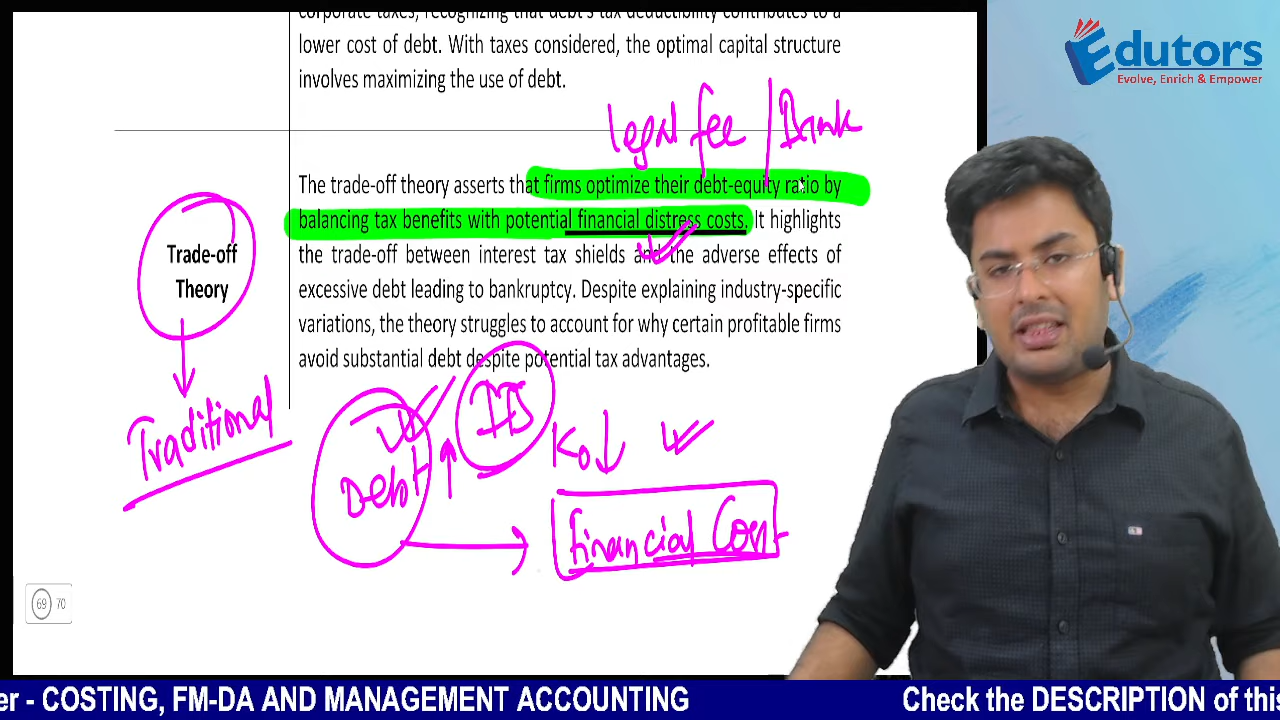 corporate taxes, recognizing that debt's tax deductibility contributes to a
lower cost of debt. With taxes considered, the optimal capital structure
involves maximizing the use of debt.
legal fee / Bank
The trade-off theory asserts that firms optimize their debt-equity ratio by
balancing tax benefits with potential financial distress costs. It highlights
the trade-off between interest tax shields and the adverse effects of
excessive debt leading to bankruptcy. Despite explaining industry-specific
variations, the theory struggles to account for why certain profitable firms
avoid substantial debt despite potential tax advantages.
Trade-off
Theory
Traditional
Debt ↑ ITS Ko ↓
Financial Cost
69 70
Edutors
Evolve, Enrich & Empower
er - COSTING, FM-DA AND MANAGEMENT ACCOUNTING
Check the DESCRIPTION of this